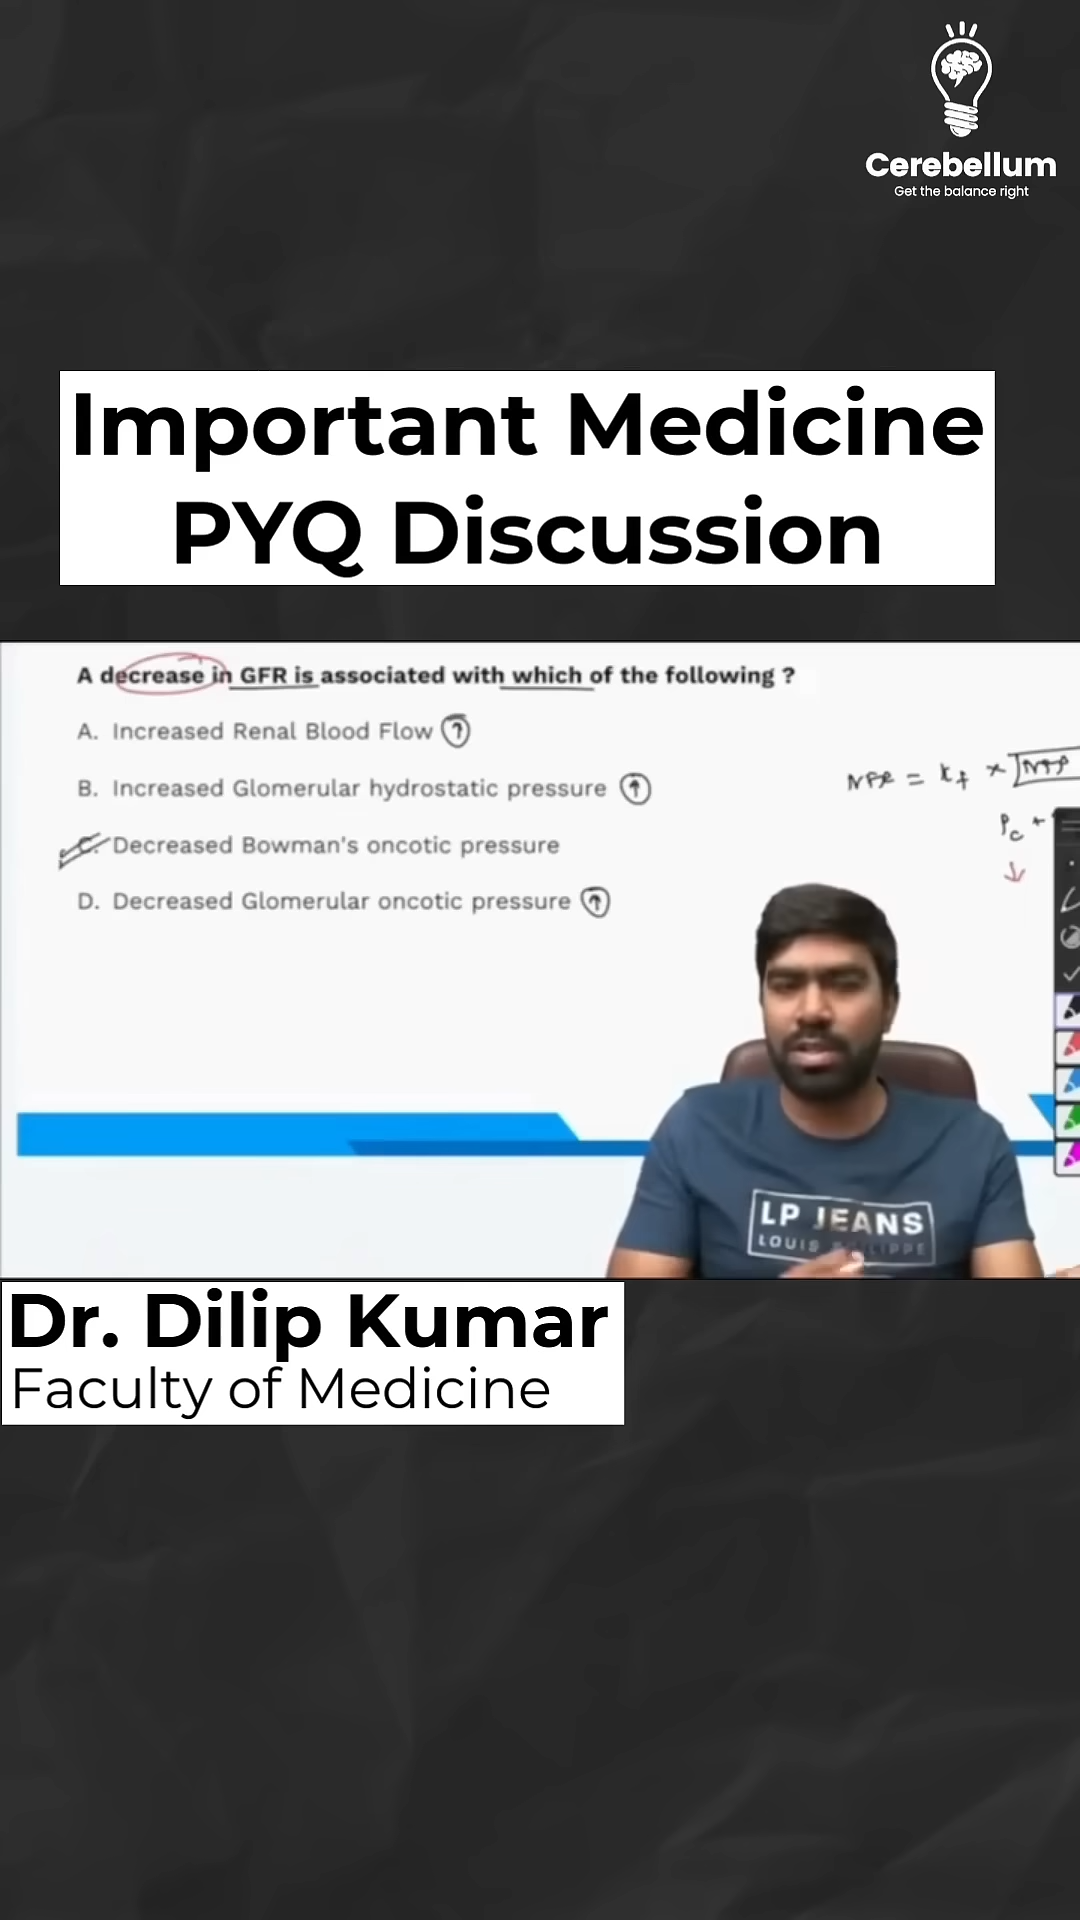 Cerebellum
Get the balance right
Important Medicine
PYQ Discussion
A decrease in GFR is associated with which of the following ?
A. Increased Renal Blood Flow ↑
B. Increased Glomerular hydrostatic pressure ↑
C. Decreased Bowman's oncotic pressure
D. Decreased Glomerular oncotic pressure ↑
= Kf ×
Pc +
↓
LP JEANS
LOUIS
Dr. Dilip Kumar
Faculty of Medicine